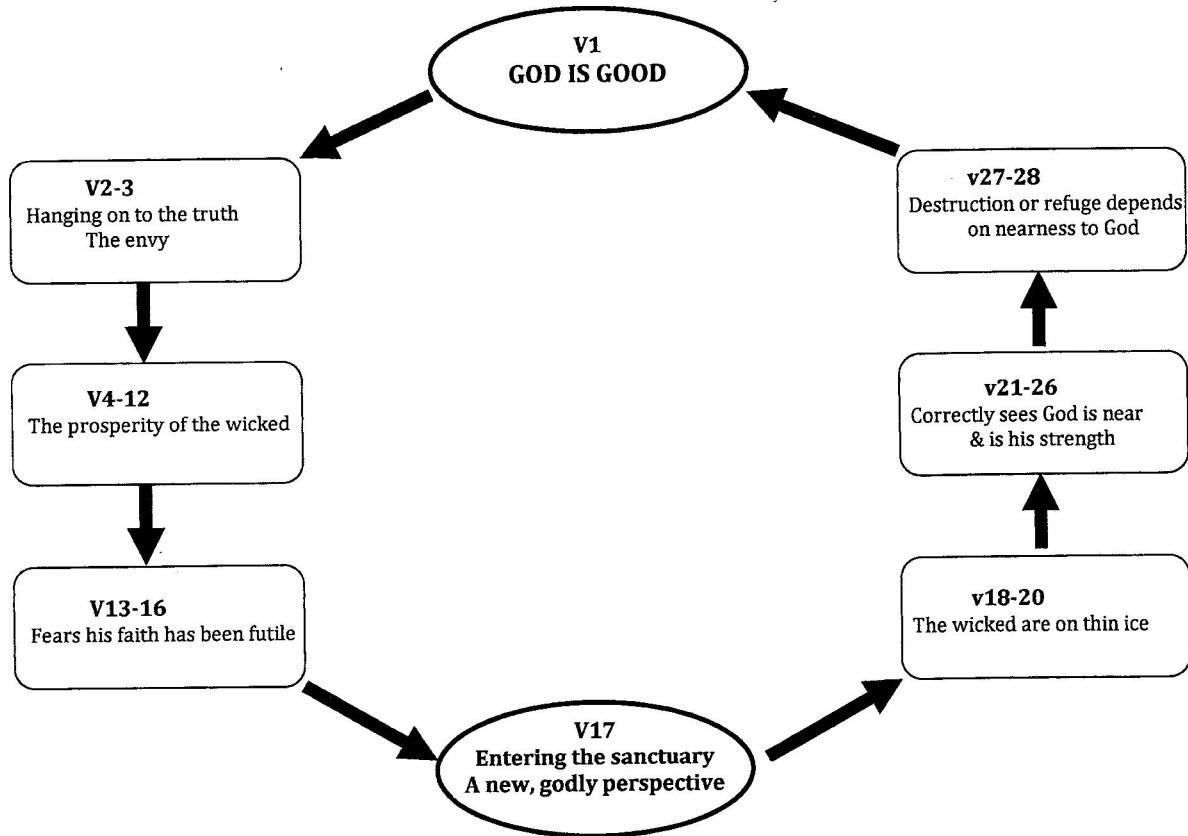 V1
GOD IS GOOD
V2-3
Hanging on to the truth
The envy
V4-12
The prosperity of the wicked
V13-16
Fears his faith has been futile
V17
Entering the sanctuary
A new, godly perspective
v18-20
The wicked are on thin ice
v21-26
Correctly sees God is near
& is his strength
v27-28
Destruction or refuge depends
on nearness to God